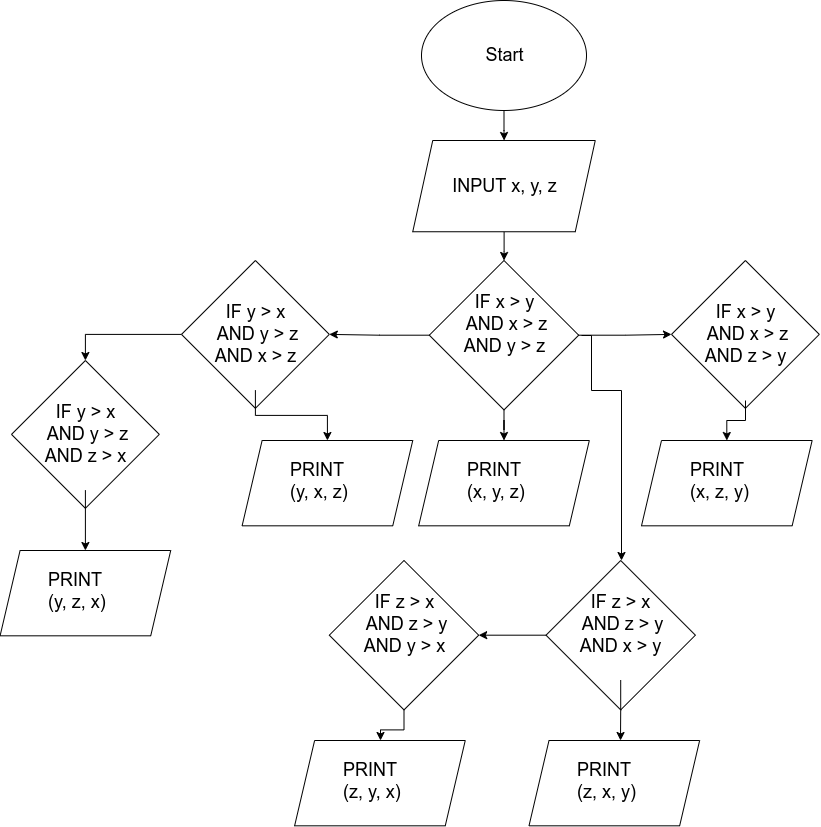 Start
INPUT x, y, z
IF y > x
AND y > z
AND x > z
IF x > y
AND x > z
AND y > z
IF x > y
AND x > z
AND z > y
IF y > x
AND y > z
AND z > x
PRINT
(y, x, z)
PRINT
(x, y, z)
PRINT
(x, z, y)
PRINT
(y, z, x)
IF z > x
AND z > y
AND y > x
IF z > x
AND z > y
AND x > y
PRINT
(z, y, x)
PRINT
(z, x, y)